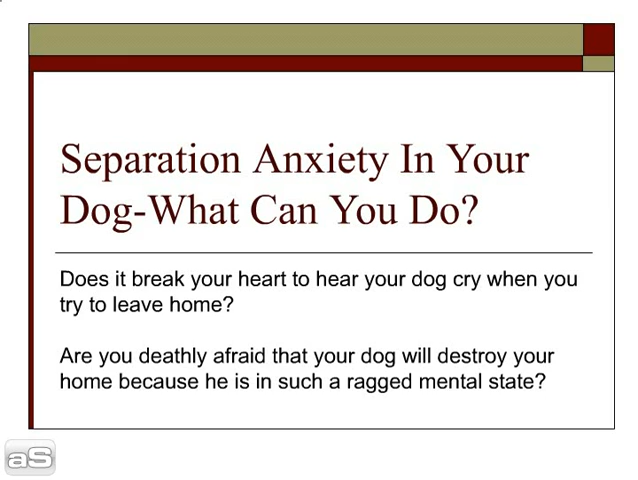 Separation Anxiety In Your
Dog-What Can You Do?
Does it break your heart to hear your dog cry when you
try to leave home?
Are you deathly afraid that your dog will destroy your
home because he is in such a ragged mental state?
aS